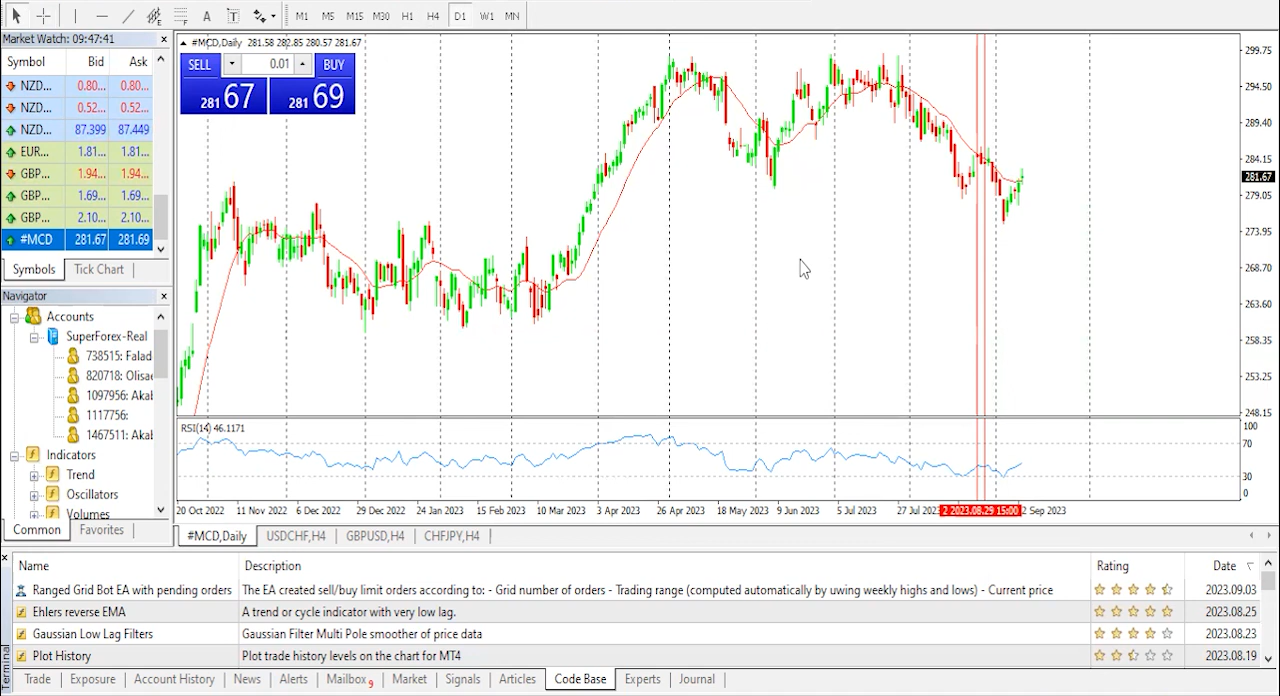 A T M1 M5 M15 M30 H1 H4 D1 W1 MN
Market Watch: 09:47:41
Symbol Bid Ask
NZD... 0.80... 0.80...
NZD... 0.52... 0.52...
NZD... 87.399 87.449
EUR... 1.81... 1.81...
GBP... 1.94... 1.94...
GBP... 1.69... 1.69...
GBP... 2.10... 2.10...
#MCD 281.67 281.69
Symbols Tick Chart
Navigator
Accounts
SuperForex-Real
738515: Falad
820718: Olisae
1097956: Akał
1117756:
1467511: Akał
Indicators
Trend
Oscillators
Volumes
Common Favorites
#MCD,Daily 281.58 282.85 280.57 281.67
SELL 0.01 BUY
281 67 281 69
299.75
294.50
289.40
284.15
281.67
279.05
273.95
268.70
263.60
258.35
253.25
248.15
RSI(14) 46.1171
100
70
30
0
20 Oct 2022 11 Nov 2022 6 Dec 2022 29 Dec 2022 24 Jan 2023 15 Feb 2023 10 Mar 2023 3 Apr 2023 26 Apr 2023 18 May 2023 9 Jun 2023 5 Jul 2023 27 Jul 2023 2 2023.08.29 15:00 2 Sep 2023
#MCD,Daily USDCHF,H4 GBPUSD,H4 CHFJPY,H4
Name Description Rating Date
Ranged Grid Bot EA with pending orders The EA created sell/buy limit orders according to: - Grid number of orders - Trading range (computed automatically by uwing weekly highs and lows) - Current price 2023.09.03
Ehlers reverse EMA A trend or cycle indicator with very low lag. 2023.08.25
Gaussian Low Lag Filters Gaussian Filter Multi Pole smoother of price data 2023.08.23
Plot History Plot trade history levels on the chart for MT4 2023.08.19
Terminal
Trade Exposure Account History News Alerts Mailbox 9 Market Signals Articles Code Base Experts Journal